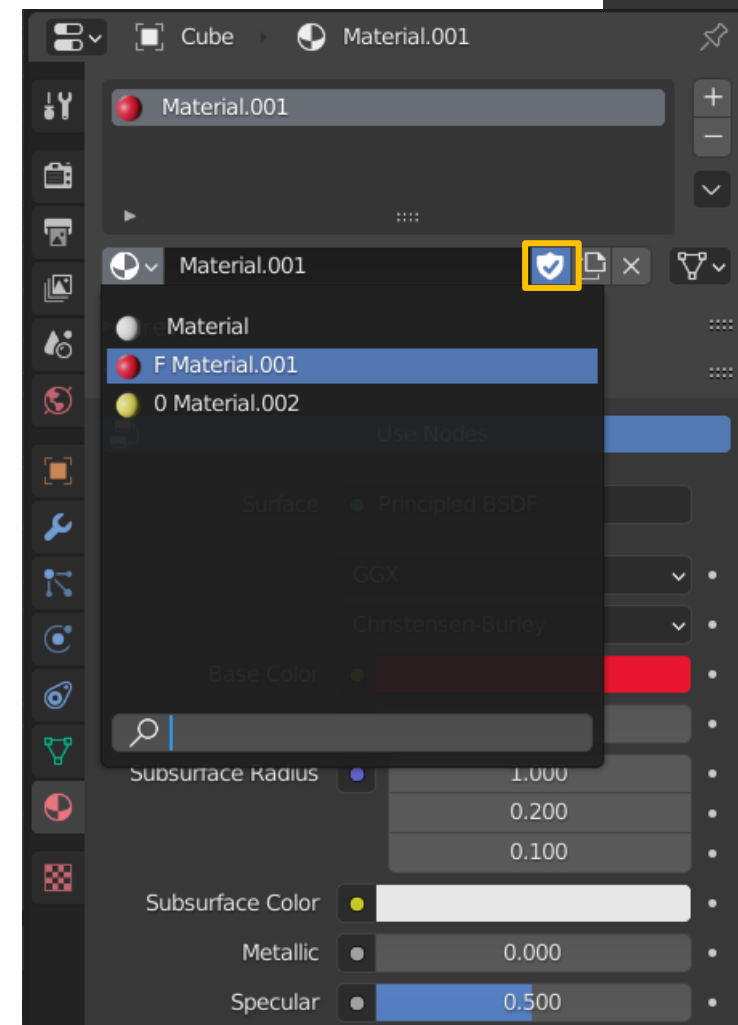 Cube Material.001
Material.001
Material.001
Material
F Material.001
0 Material.002
Use Nodes
Surface Principled BSDF
GGX
Christensen-Burley
Base Color
Subsurface Radius 1.000
0.200
0.100
Subsurface Color
Metallic 0.000
Specular 0.500